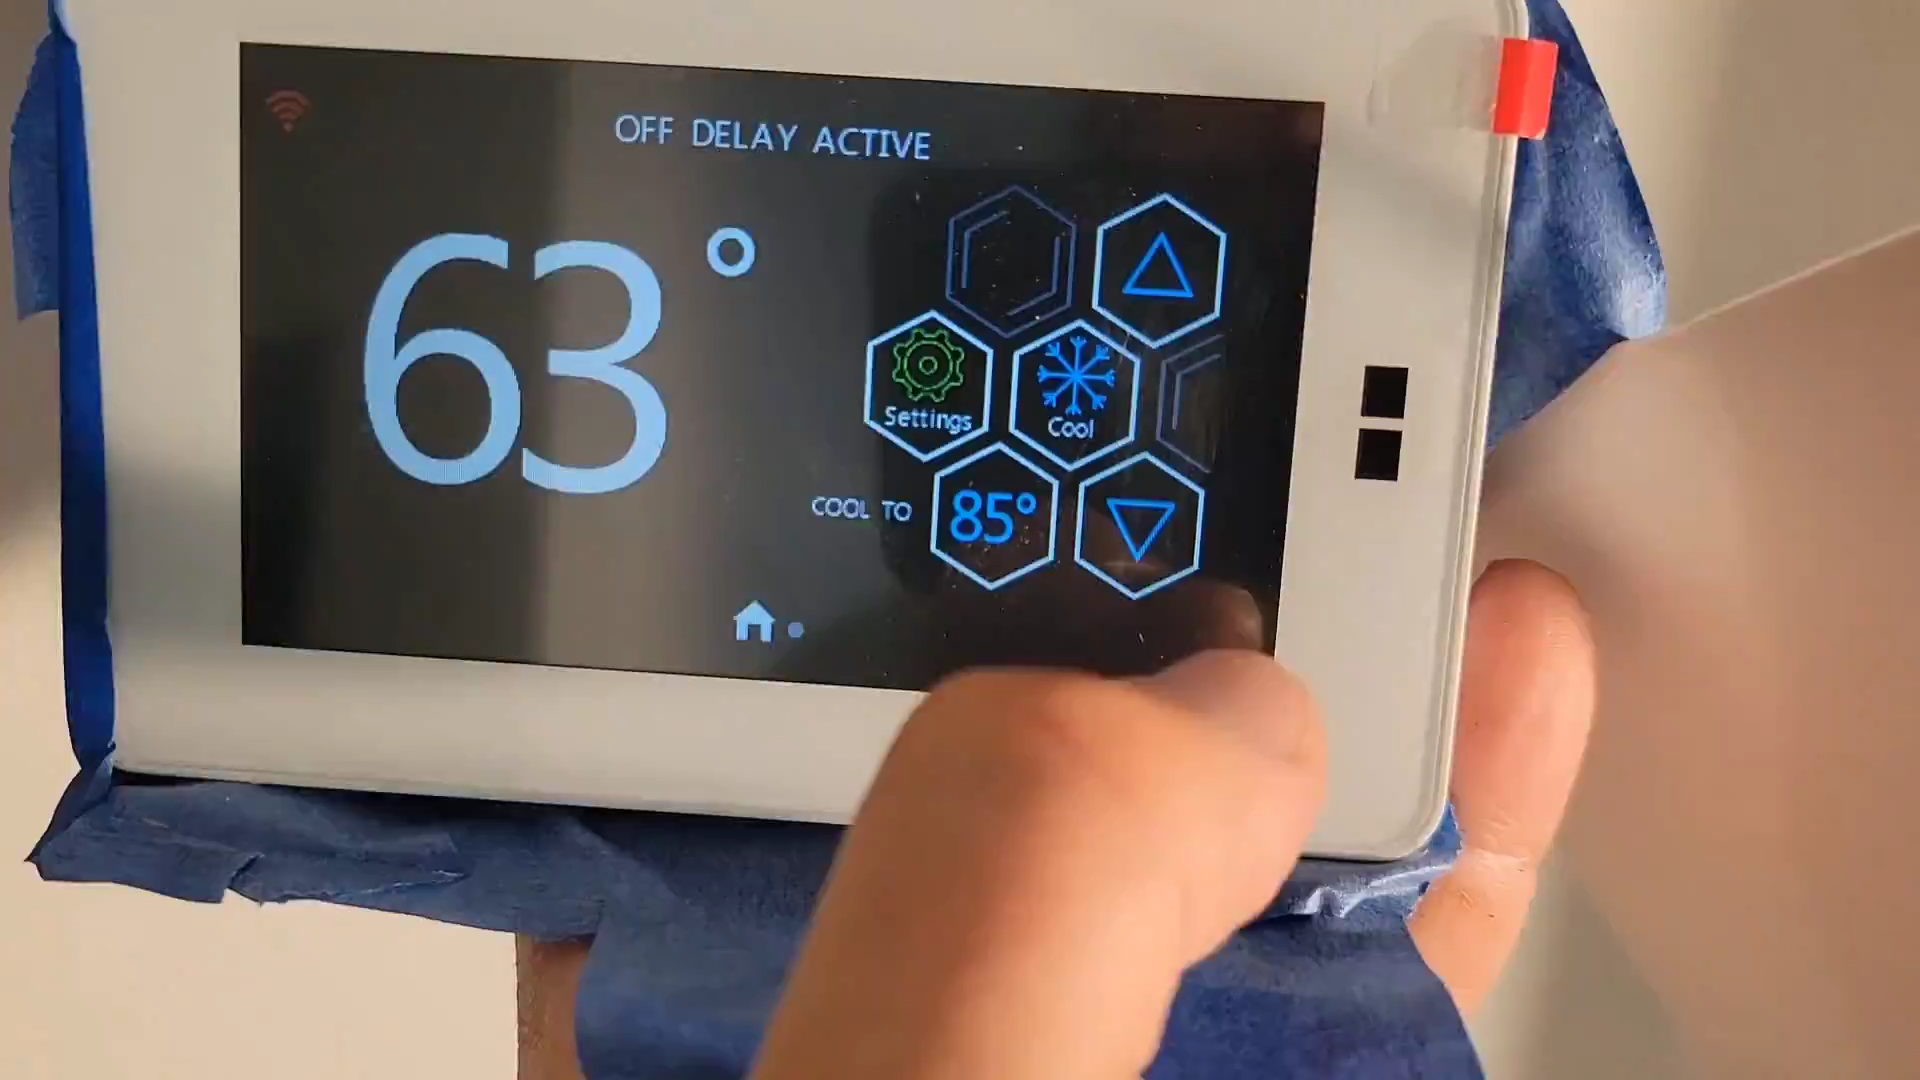 OFF DELAY ACTIVE
63°
Settings
Cool
COOL TO 85°